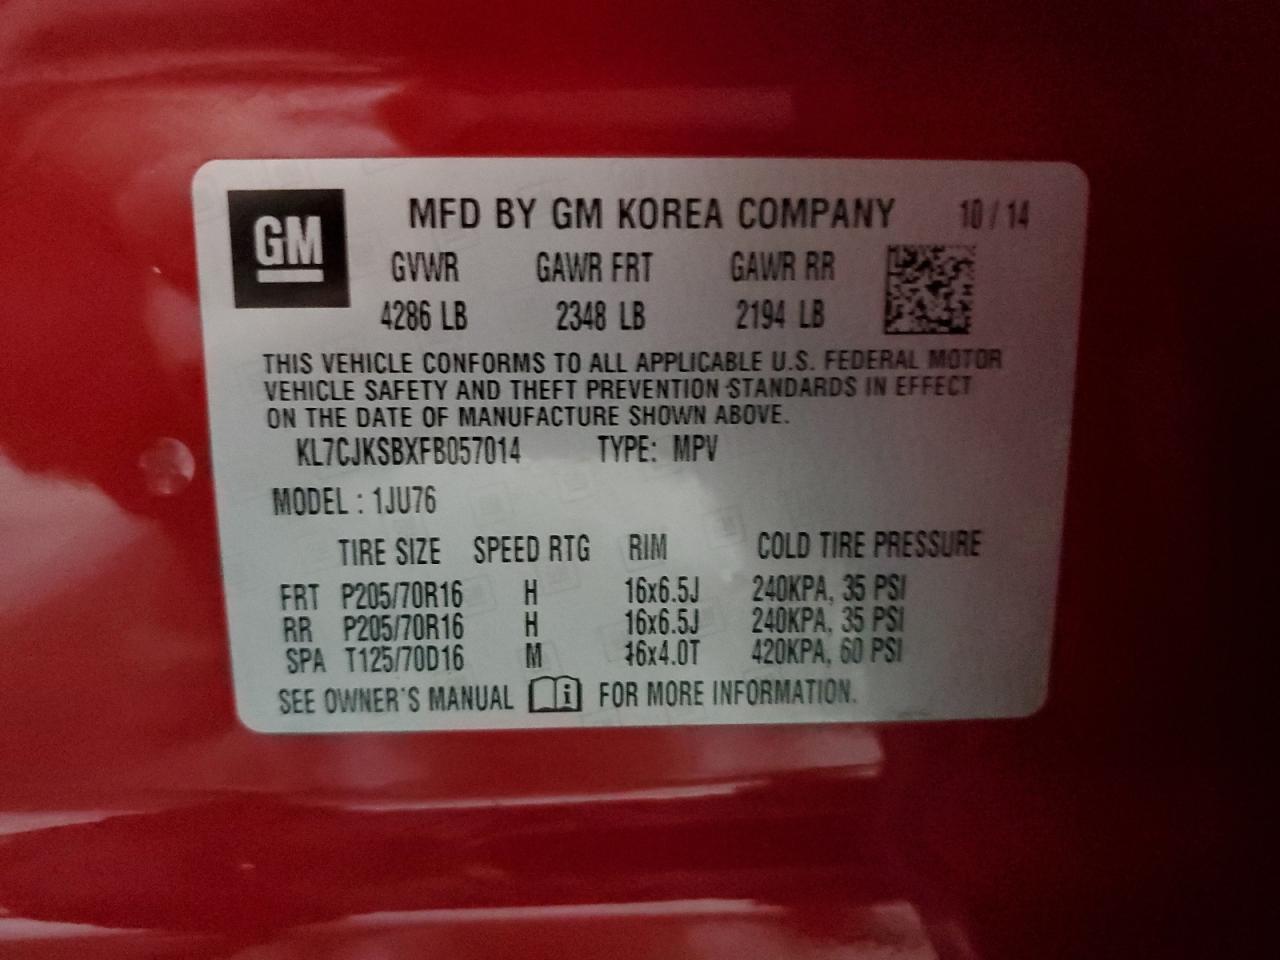 GM
MFD BY GM KOREA COMPANY 10 / 14
GVWR GAWR FRT GAWR RR
4286 LB 2348 LB 2194 LB
THIS VEHICLE CONFORMS TO ALL APPLICABLE U.S. FEDERAL MOTOR
VEHICLE SAFETY AND THEFT PREVENTION STANDARDS IN EFFECT
ON THE DATE OF MANUFACTURE SHOWN ABOVE.
KL7CJKSBXFB057014 TYPE: MPV
MODEL : 1JU76
TIRE SIZE SPEED RTG RIM COLD TIRE PRESSURE
FRT P205/70R16 H 16x6.5J 240KPA, 35 PSI
RR P205/70R16 H 16x6.5J 240KPA, 35 PSI
SPA T125/70D16 M 16x4.0T 420KPA, 60 PSI
SEE OWNER'S MANUAL i FOR MORE INFORMATION.